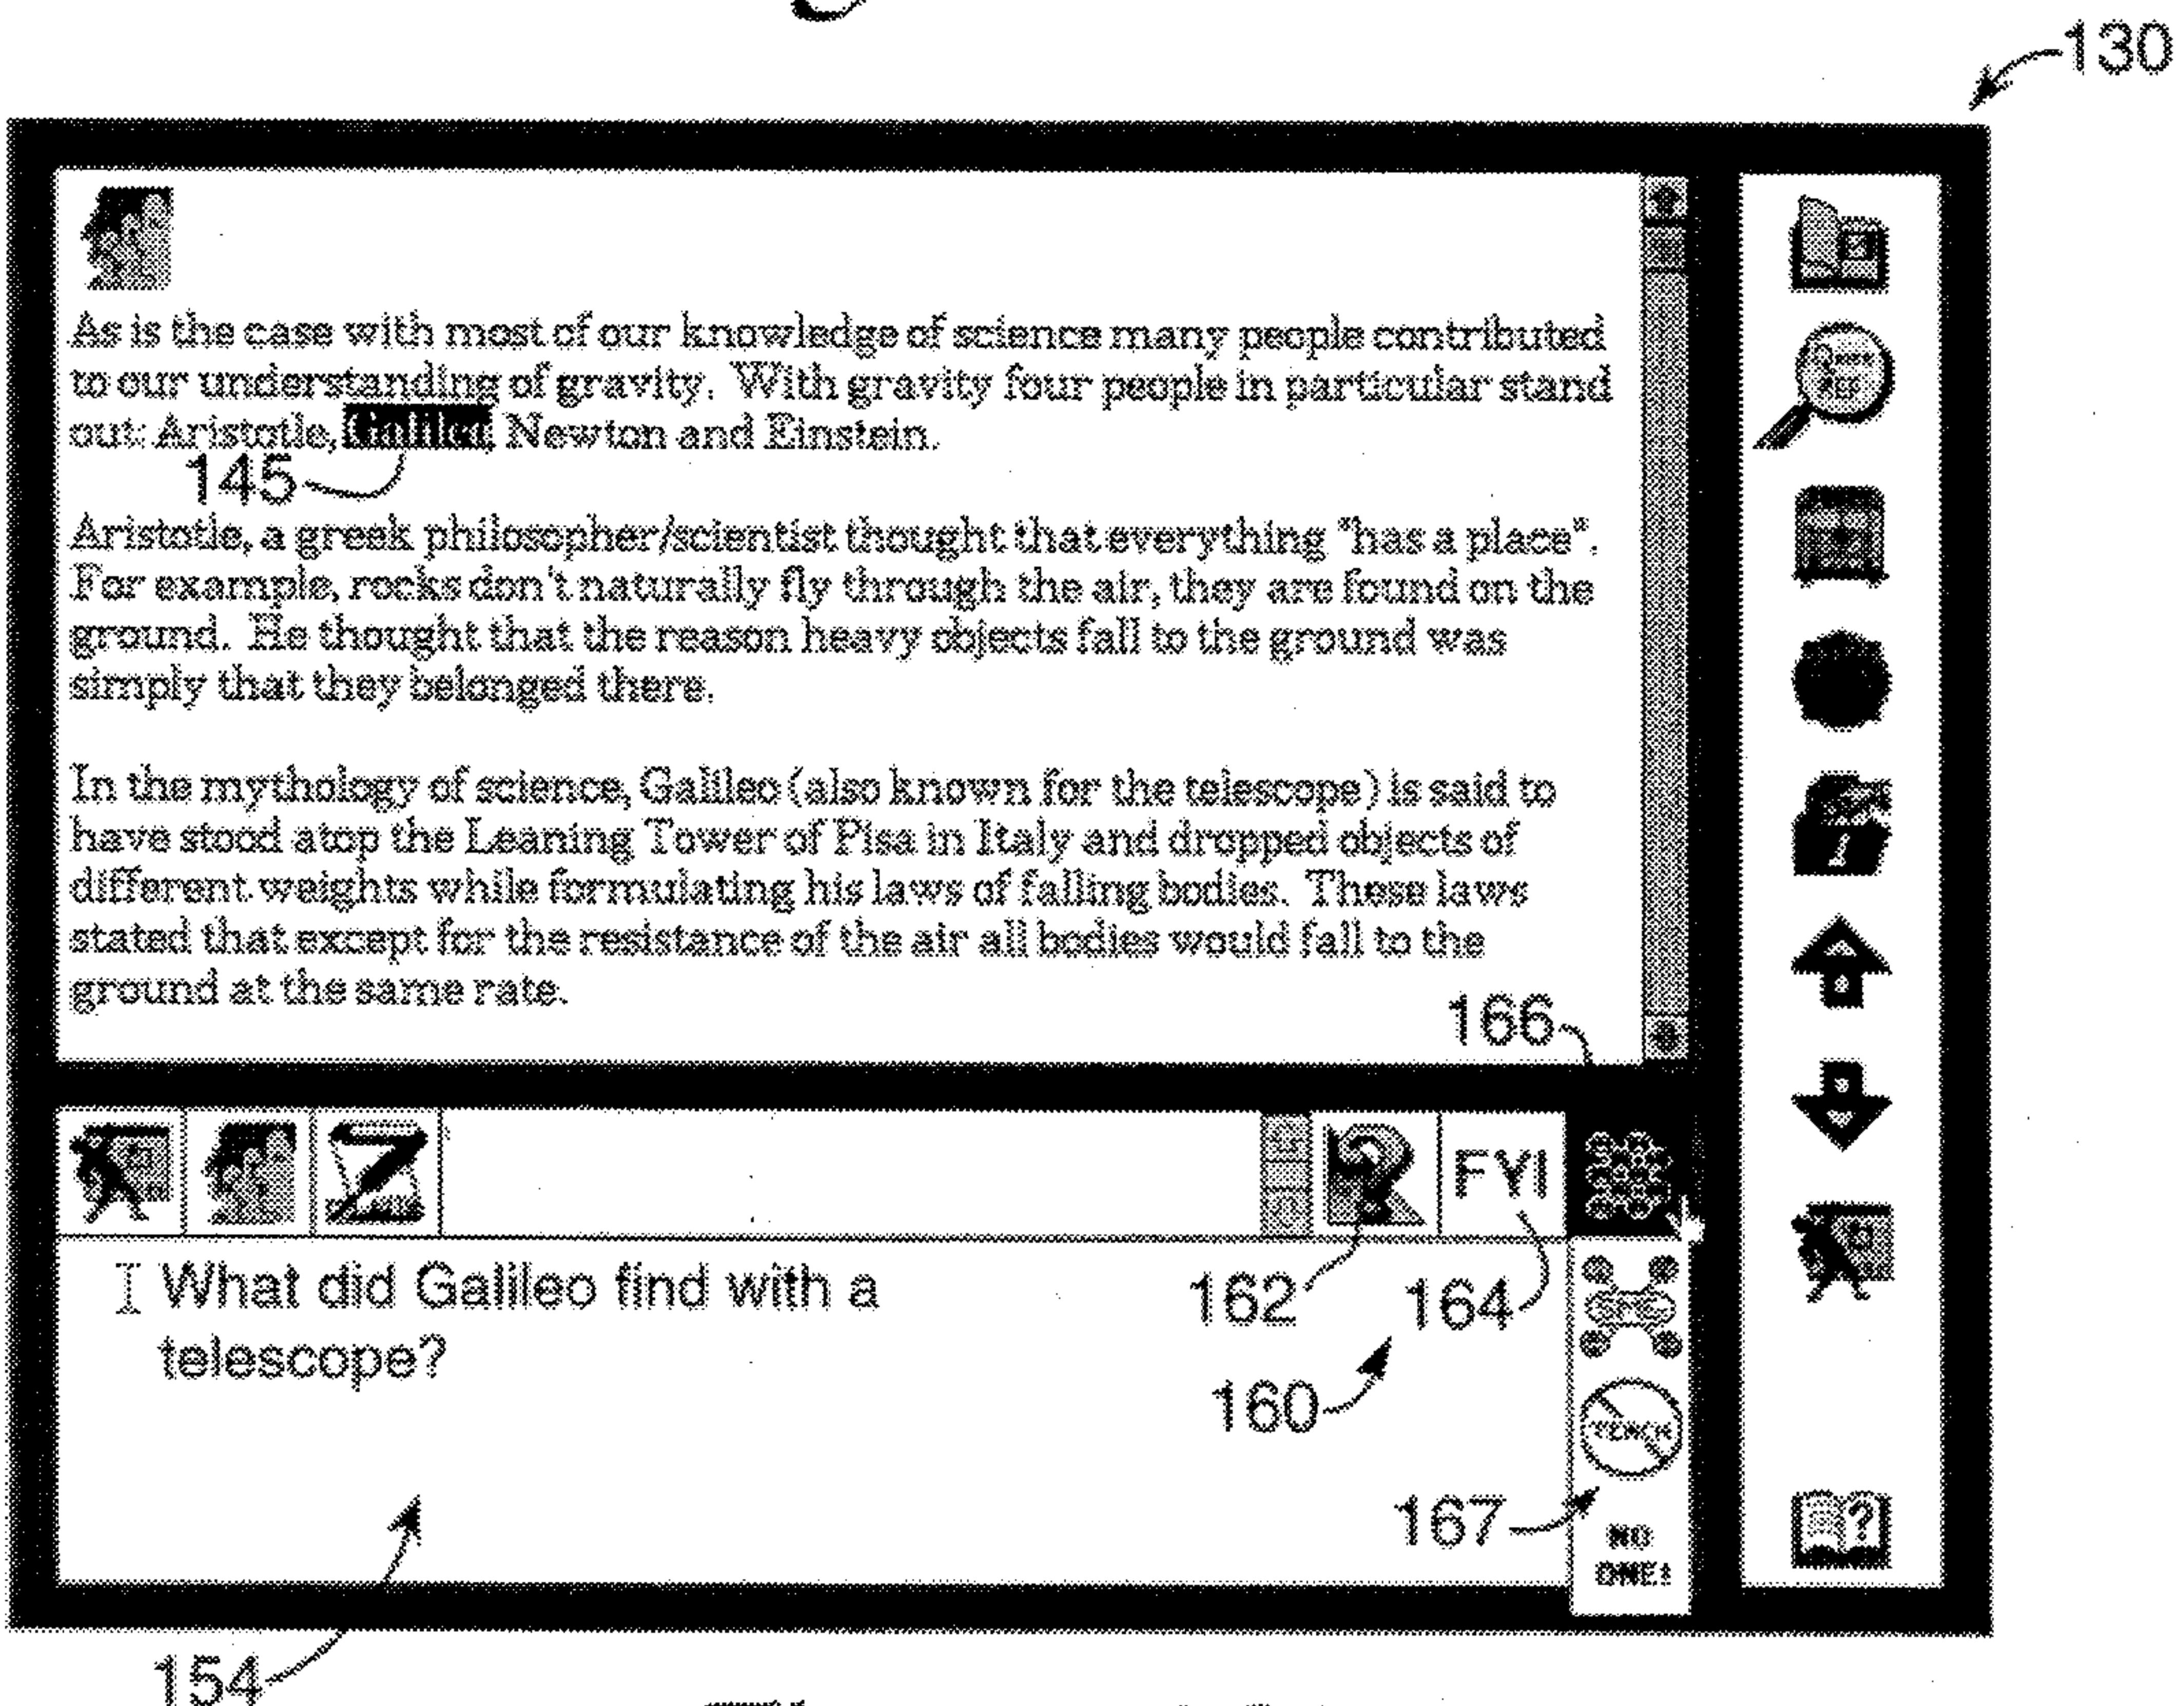 130
As is the case with most of our knowledge of science many people contributed
to our understanding of gravity. With gravity four people in particular stand
out: Aristotle, Galileo, Newton and Einstein.
145
Aristotle, a greek philosopher/scientist thought that everything "has a place".
For example, rocks don't naturally fly through the air, they are found on the
ground. He thought that the reason heavy objects fall to the ground was
simply that they belonged there.
In the mythology of science, Galileo (also known for the telescope) is said to
have stood atop the Leaning Tower of Pisa in Italy and dropped objects of
different weights while formulating his laws of falling bodies. These laws
stated that except for the resistance of the air all bodies would fall to the
ground at the same rate.
166
FYI
What did Galileo find with a
telescope?
162
164
160
TEACH
167
NO
ONE!
?
154